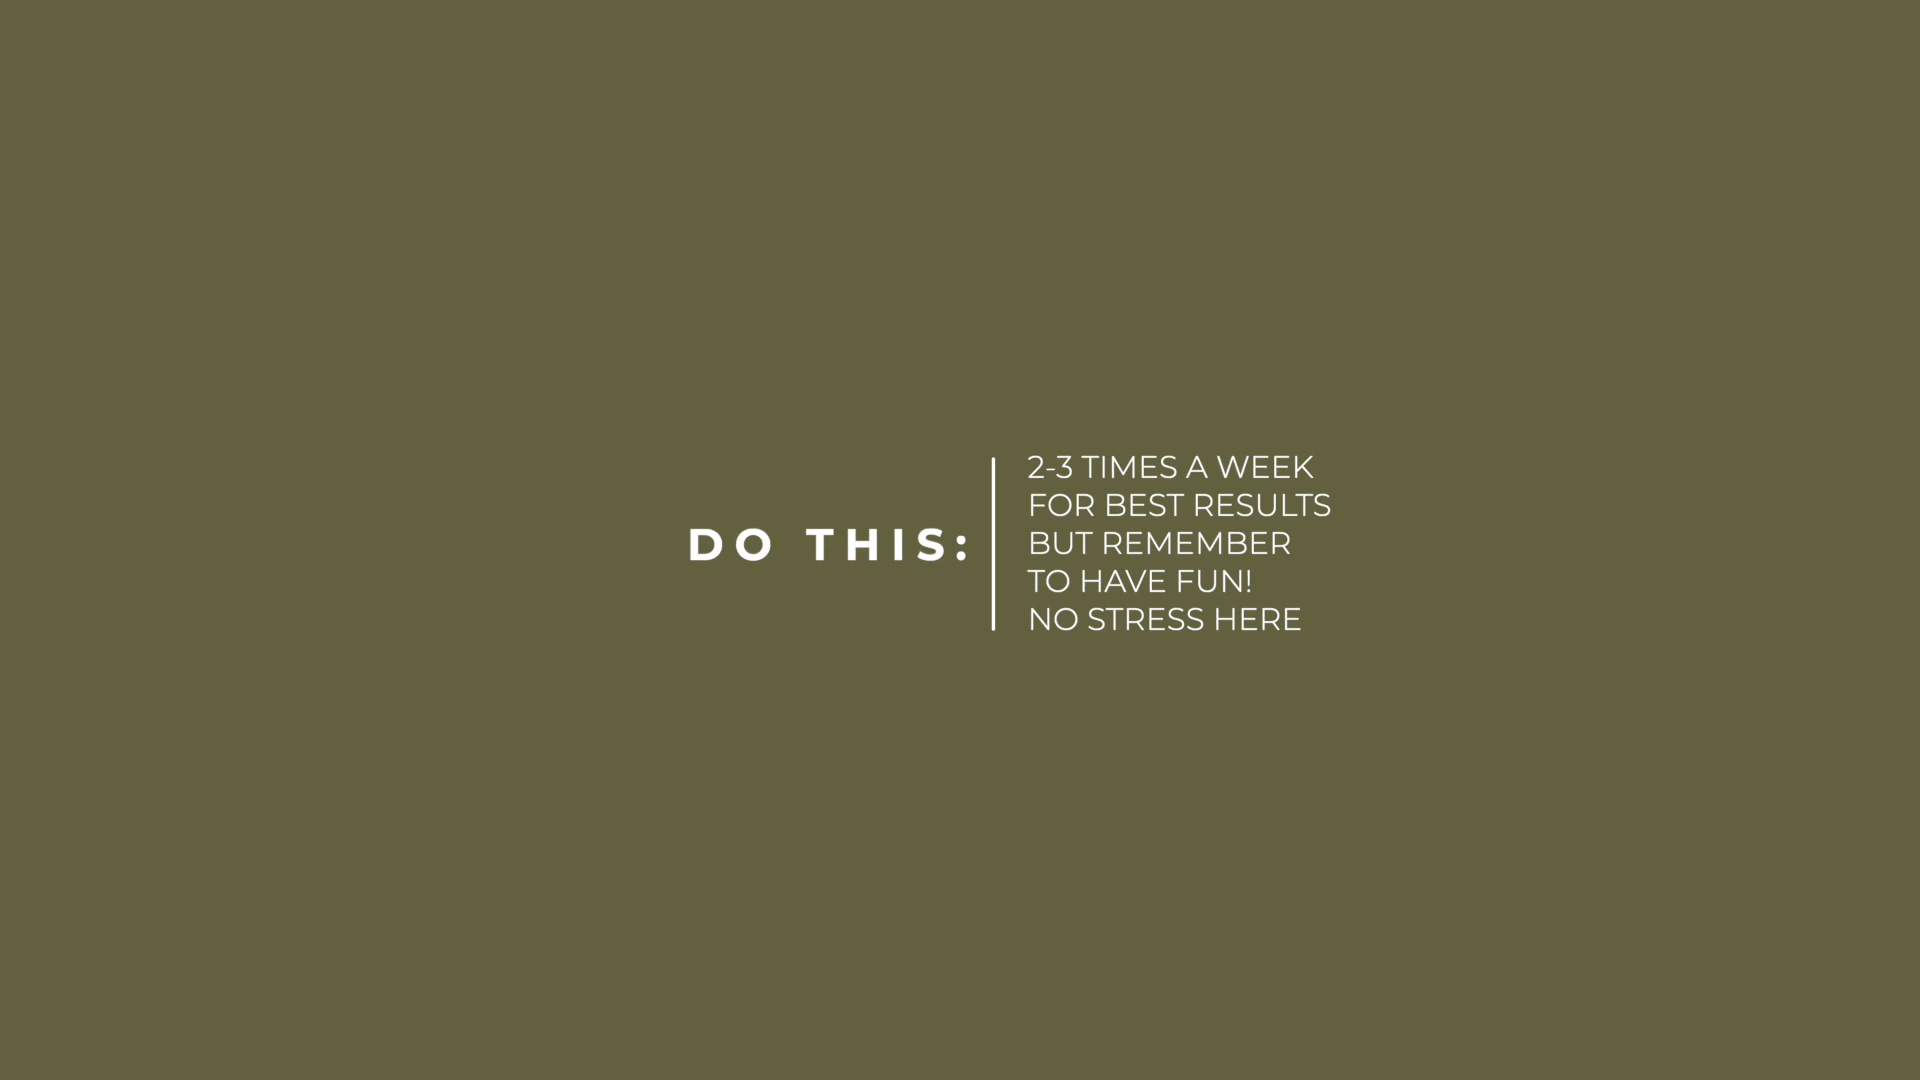 DO THIS:
2-3 TIMES A WEEK
FOR BEST RESULTS
BUT REMEMBER
TO HAVE FUN!
NO STRESS HERE